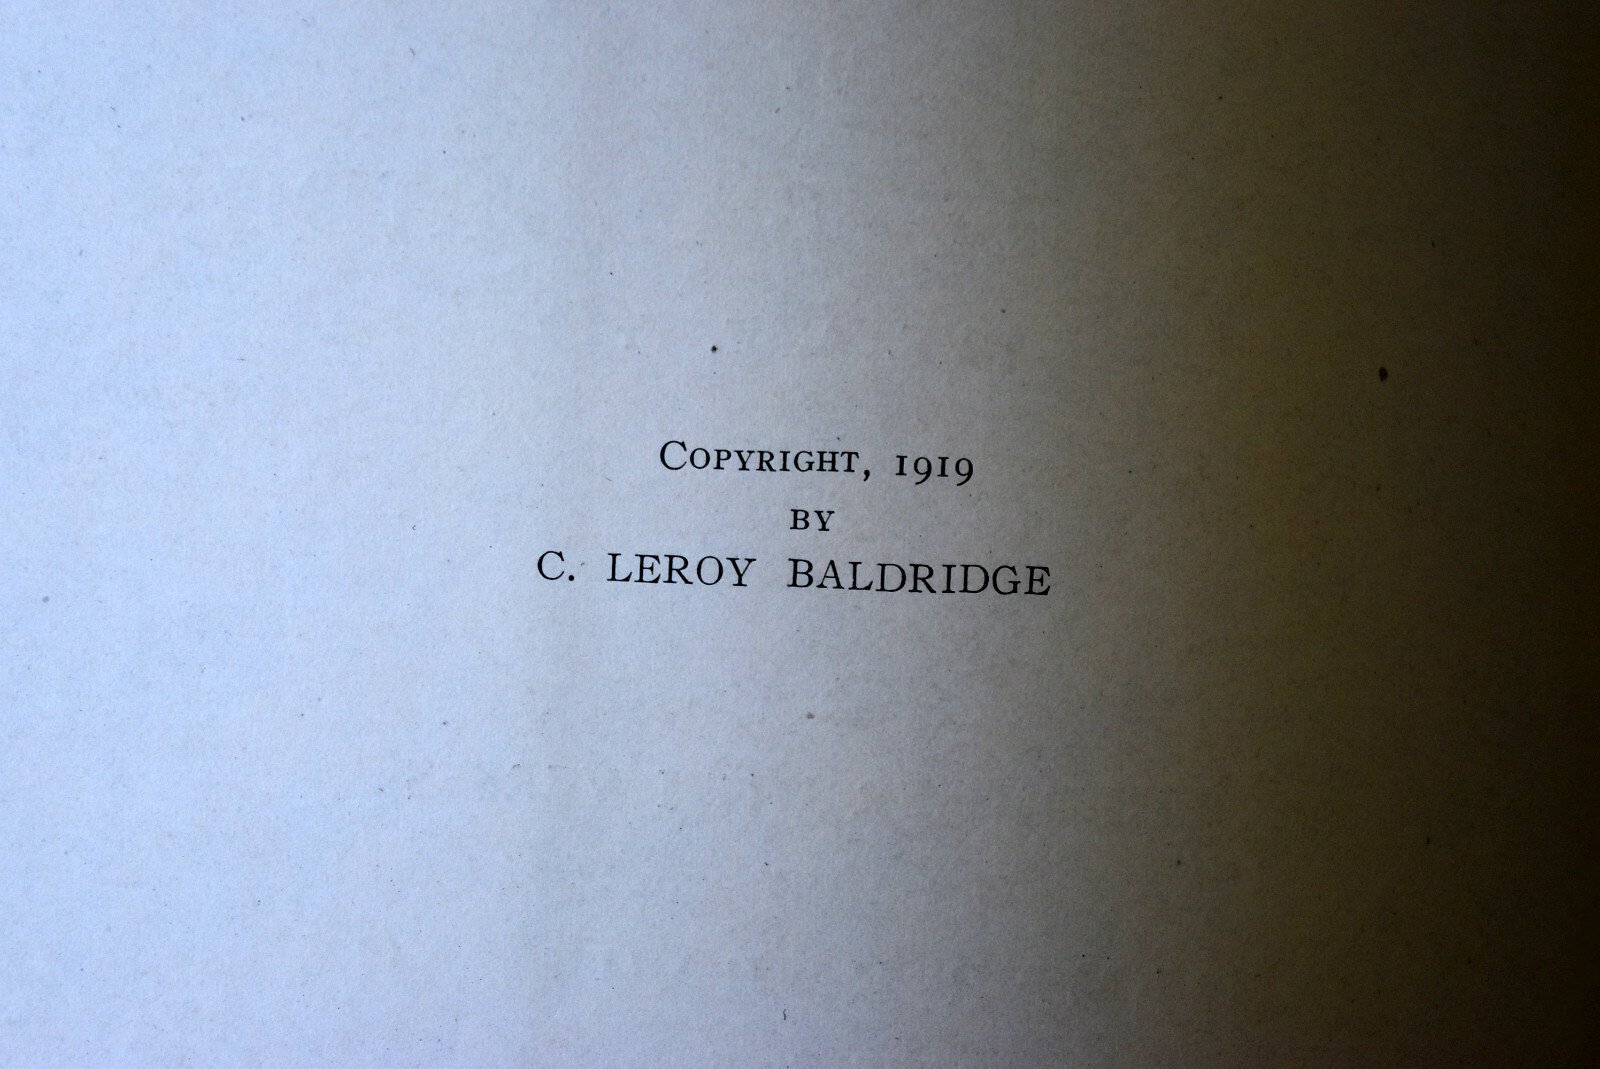 Copyright, 1919
BY
C. LEROY BALDRIDGE